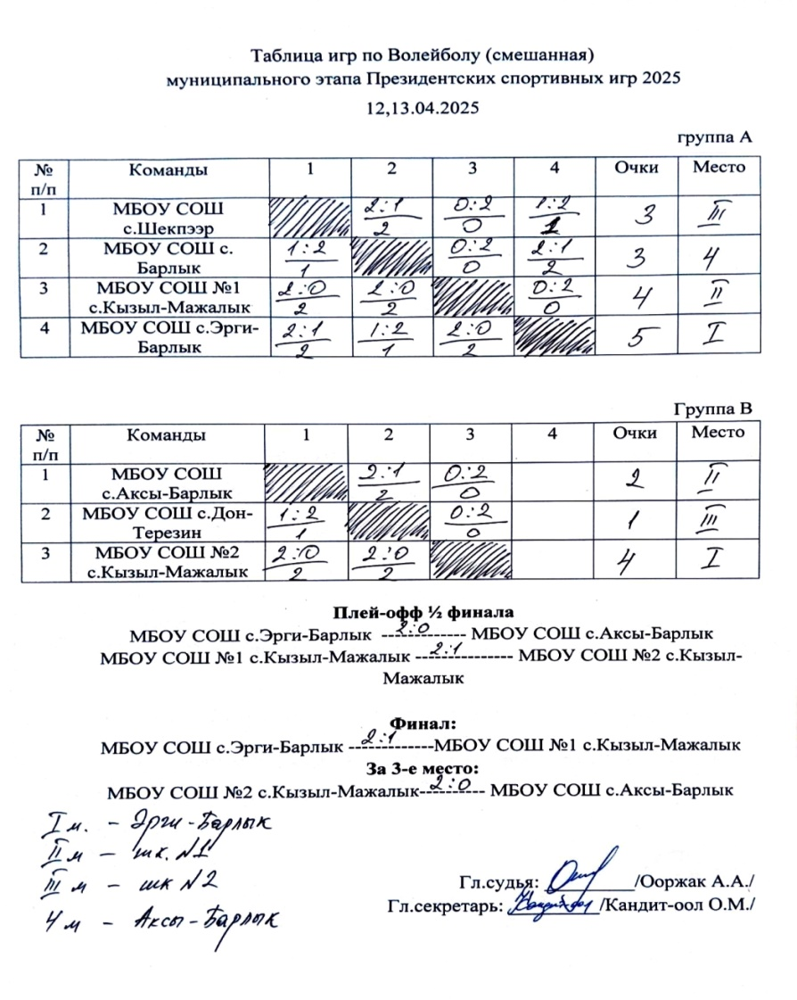 Таблица игр по Волейболу (смешанная)
муниципального этапа Президентских спортивных игр 2025
12,13.04.2025
группа А
№ п/п Команды 1 2 3 4 Очки Место
1 МБОУ СОШ с.Шекпээр 2:1 2 0:2 0 1:2 1 3 III
2 МБОУ СОШ с. Барлык 1:2 1 0:2 0 2:1 2 3 4
3 МБОУ СОШ №1 с.Кызыл-Мажалык 2:0 2 2:0 2 0:2 0 4 II
4 МБОУ СОШ с.Эрги-Барлык 2:1 2 1:2 1 2:0 2 5 I
Группа В
№ п/п Команды 1 2 3 4 Очки Место
1 МБОУ СОШ с.Аксы-Барлык 2:1 2 0:2 0 2 II
2 МБОУ СОШ с.Дон-Терезин 1:2 1 0:2 0 1 III
3 МБОУ СОШ №2 с.Кызыл-Мажалык 2:0 2 2:0 2 4 I
Плей-офф ½ финала
МБОУ СОШ с.Эрги-Барлык ---2:0--- МБОУ СОШ с.Аксы-Барлык
МБОУ СОШ №1 с.Кызыл-Мажалык ---2:1--- МБОУ СОШ №2 с.Кызыл-
Мажалык
Финал:
МБОУ СОШ с.Эрги-Барлык ---2:1---МБОУ СОШ №1 с.Кызыл-Мажалык
За 3-е место:
МБОУ СОШ №2 с.Кызыл-Мажалык---2:0--- МБОУ СОШ с.Аксы-Барлык
I м. - Эрги-Барлык
II м - шк. №1
III м - шк №2
4 м - Аксы-Барлык
Гл.судья: /Ооржак А.А./
Гл.секретарь: /Кандит-оол О.М./